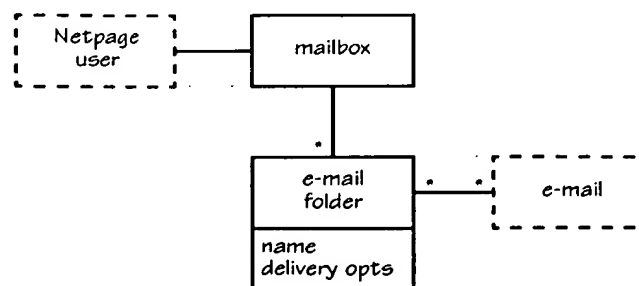 Netpage
user
mailbox
*
e-mail
folder
* *
e-mail
name
delivery opts